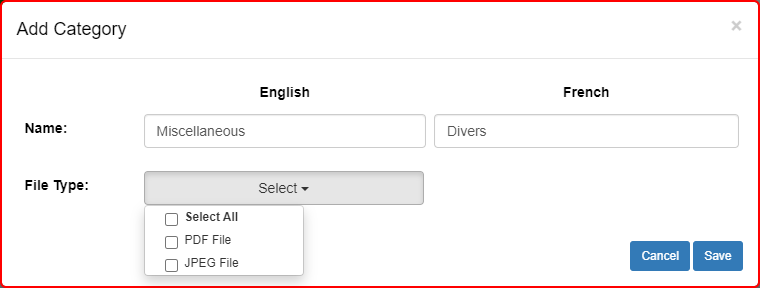 Add Category ×
English French
Name: Miscellaneous Divers
File Type: Select
Select All
PDF File
JPEG File
Cancel Save